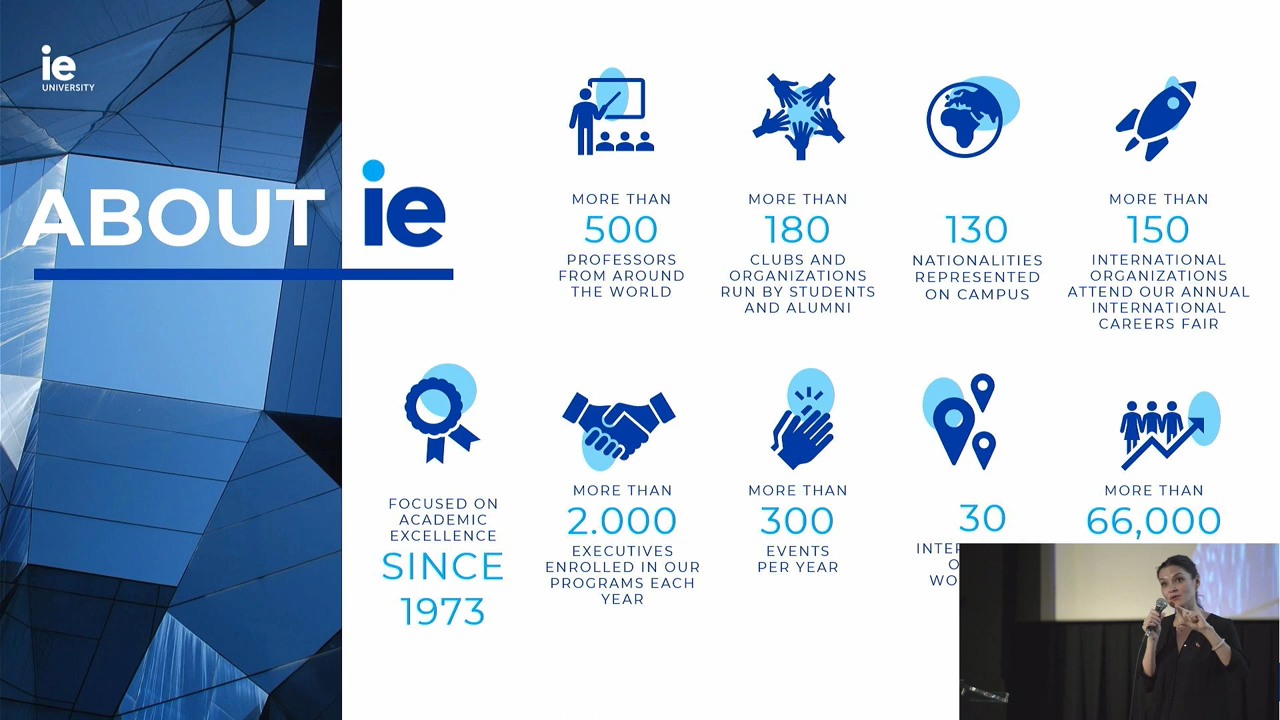 ie
UNIVERSITY
ABOUT ie
MORE THAN
500
PROFESSORS
FROM AROUND
THE WORLD
MORE THAN
180
CLUBS AND
ORGANIZATIONS
RUN BY STUDENTS
AND ALUMNI
130
NATIONALITIES
REPRESENTED
ON CAMPUS
MORE THAN
150
INTERNATIONAL
ORGANIZATIONS
ATTEND OUR ANNUAL
INTERNATIONAL
CAREERS FAIR
FOCUSED ON
ACADEMIC
EXCELLENCE
SINCE
1973
MORE THAN
2.000
EXECUTIVES
ENROLLED IN OUR
PROGRAMS EACH
YEAR
MORE THAN
300
EVENTS
PER YEAR
30
MORE THAN
66,000